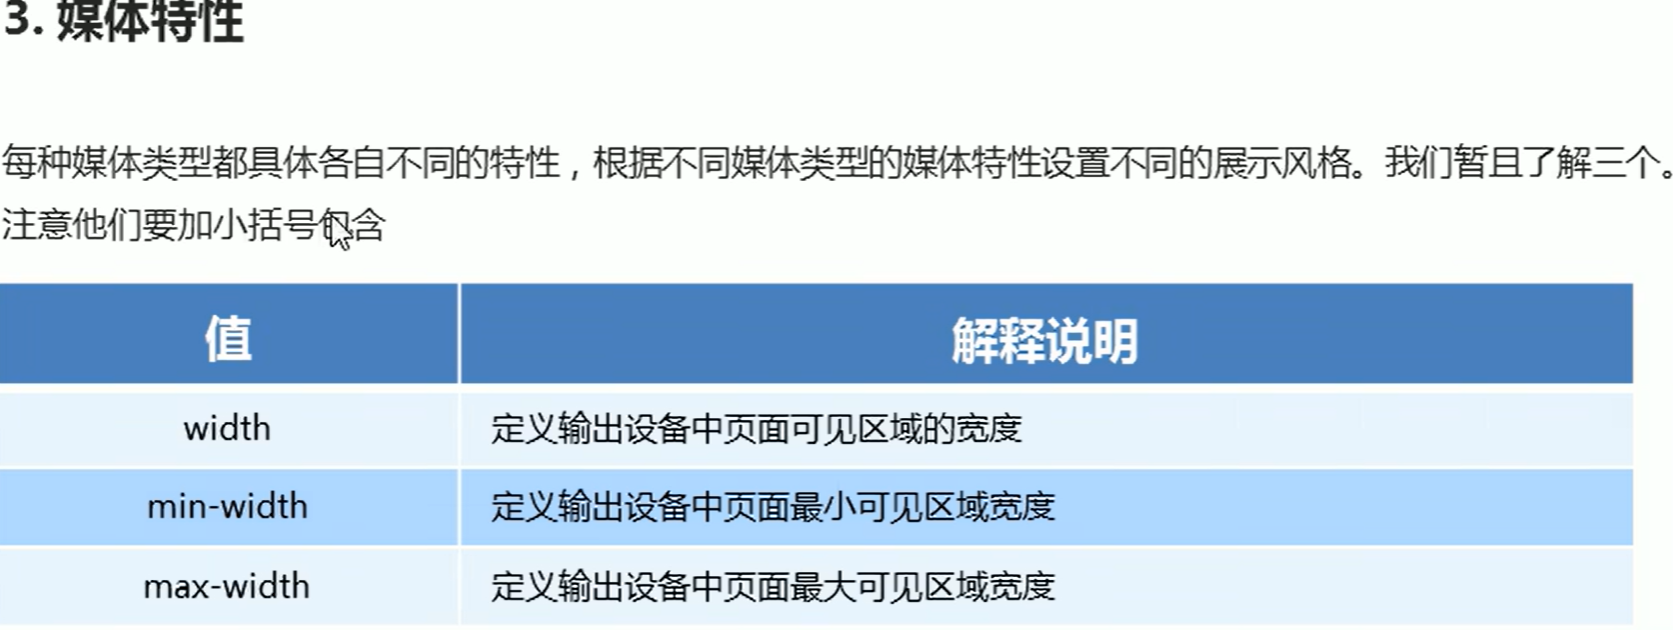 3. 媒体特性
每种媒体类型都具体各自不同的特性，根据不同媒体类型的媒体特性设置不同的展示风格。我们暂且了解三个。
注意他们要加小括号包含
值 解释说明
width 定义输出设备中页面可见区域的宽度
min-width 定义输出设备中页面最小可见区域宽度
max-width 定义输出设备中页面最大可见区域宽度